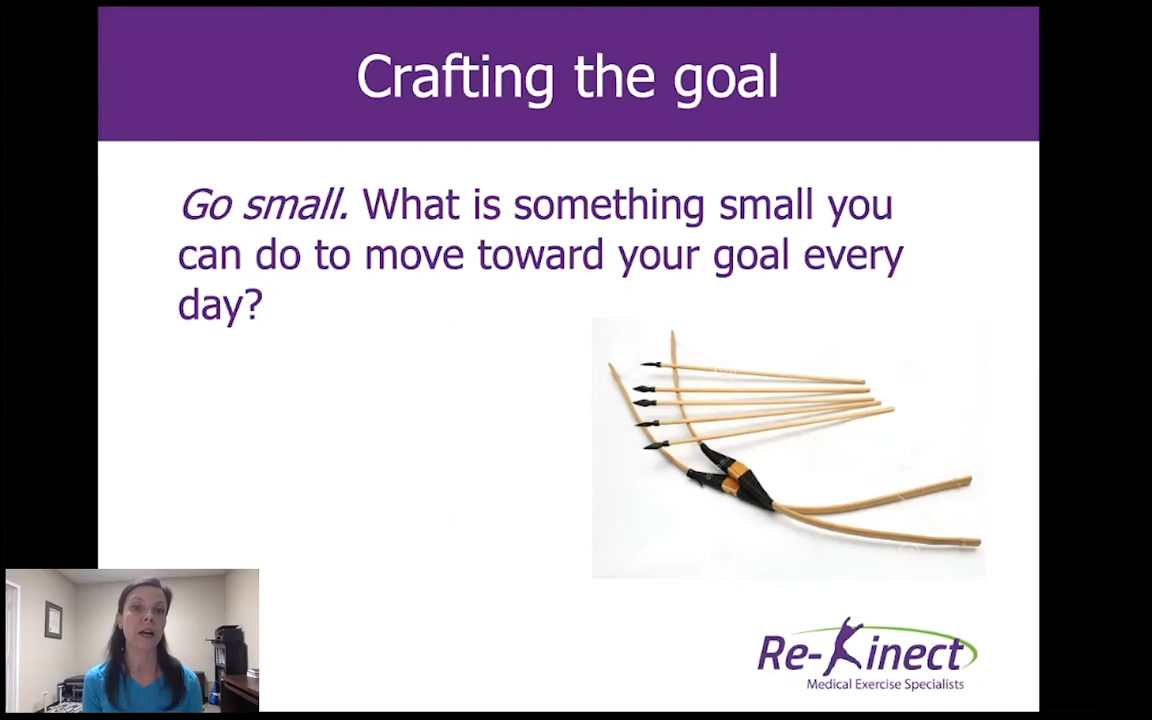 Crafting the goal
Go small. What is something small you
can do to move toward your goal every
day?
Re-Kinect
Medical Exercise Specialists